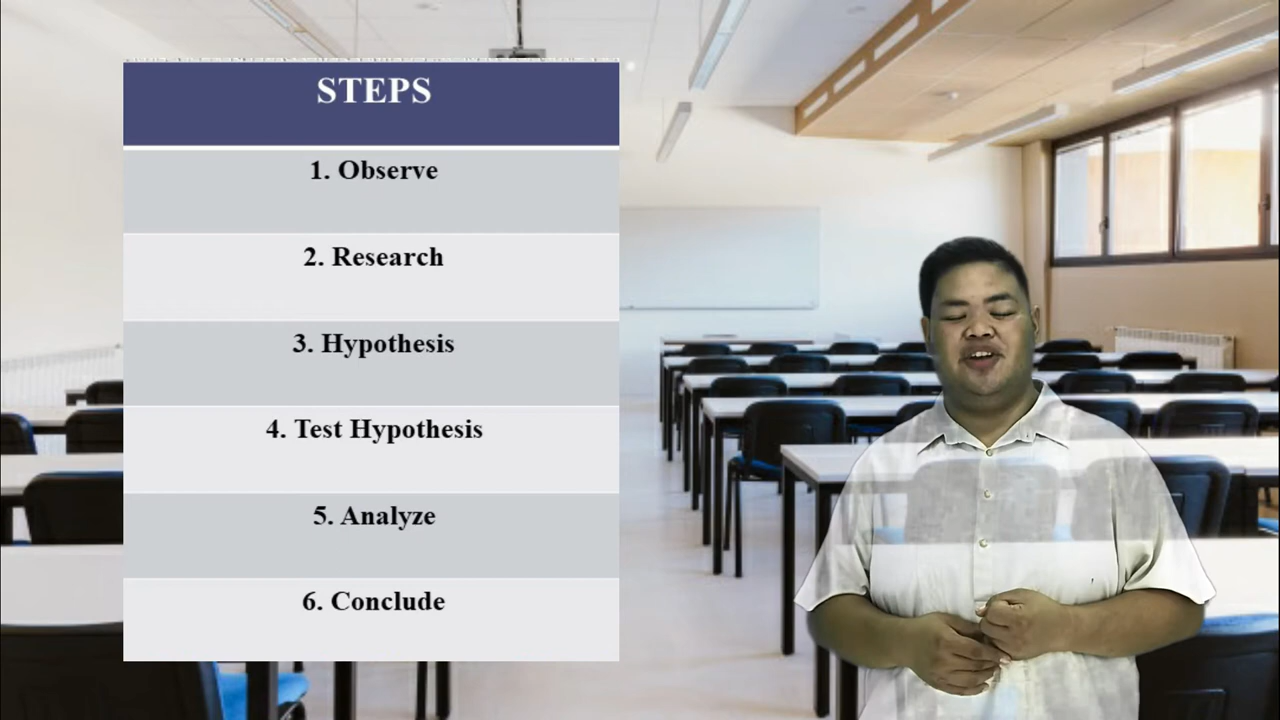 STEPS
1. Observe
2. Research
3. Hypothesis
4. Test Hypothesis
5. Analyze
6. Conclude